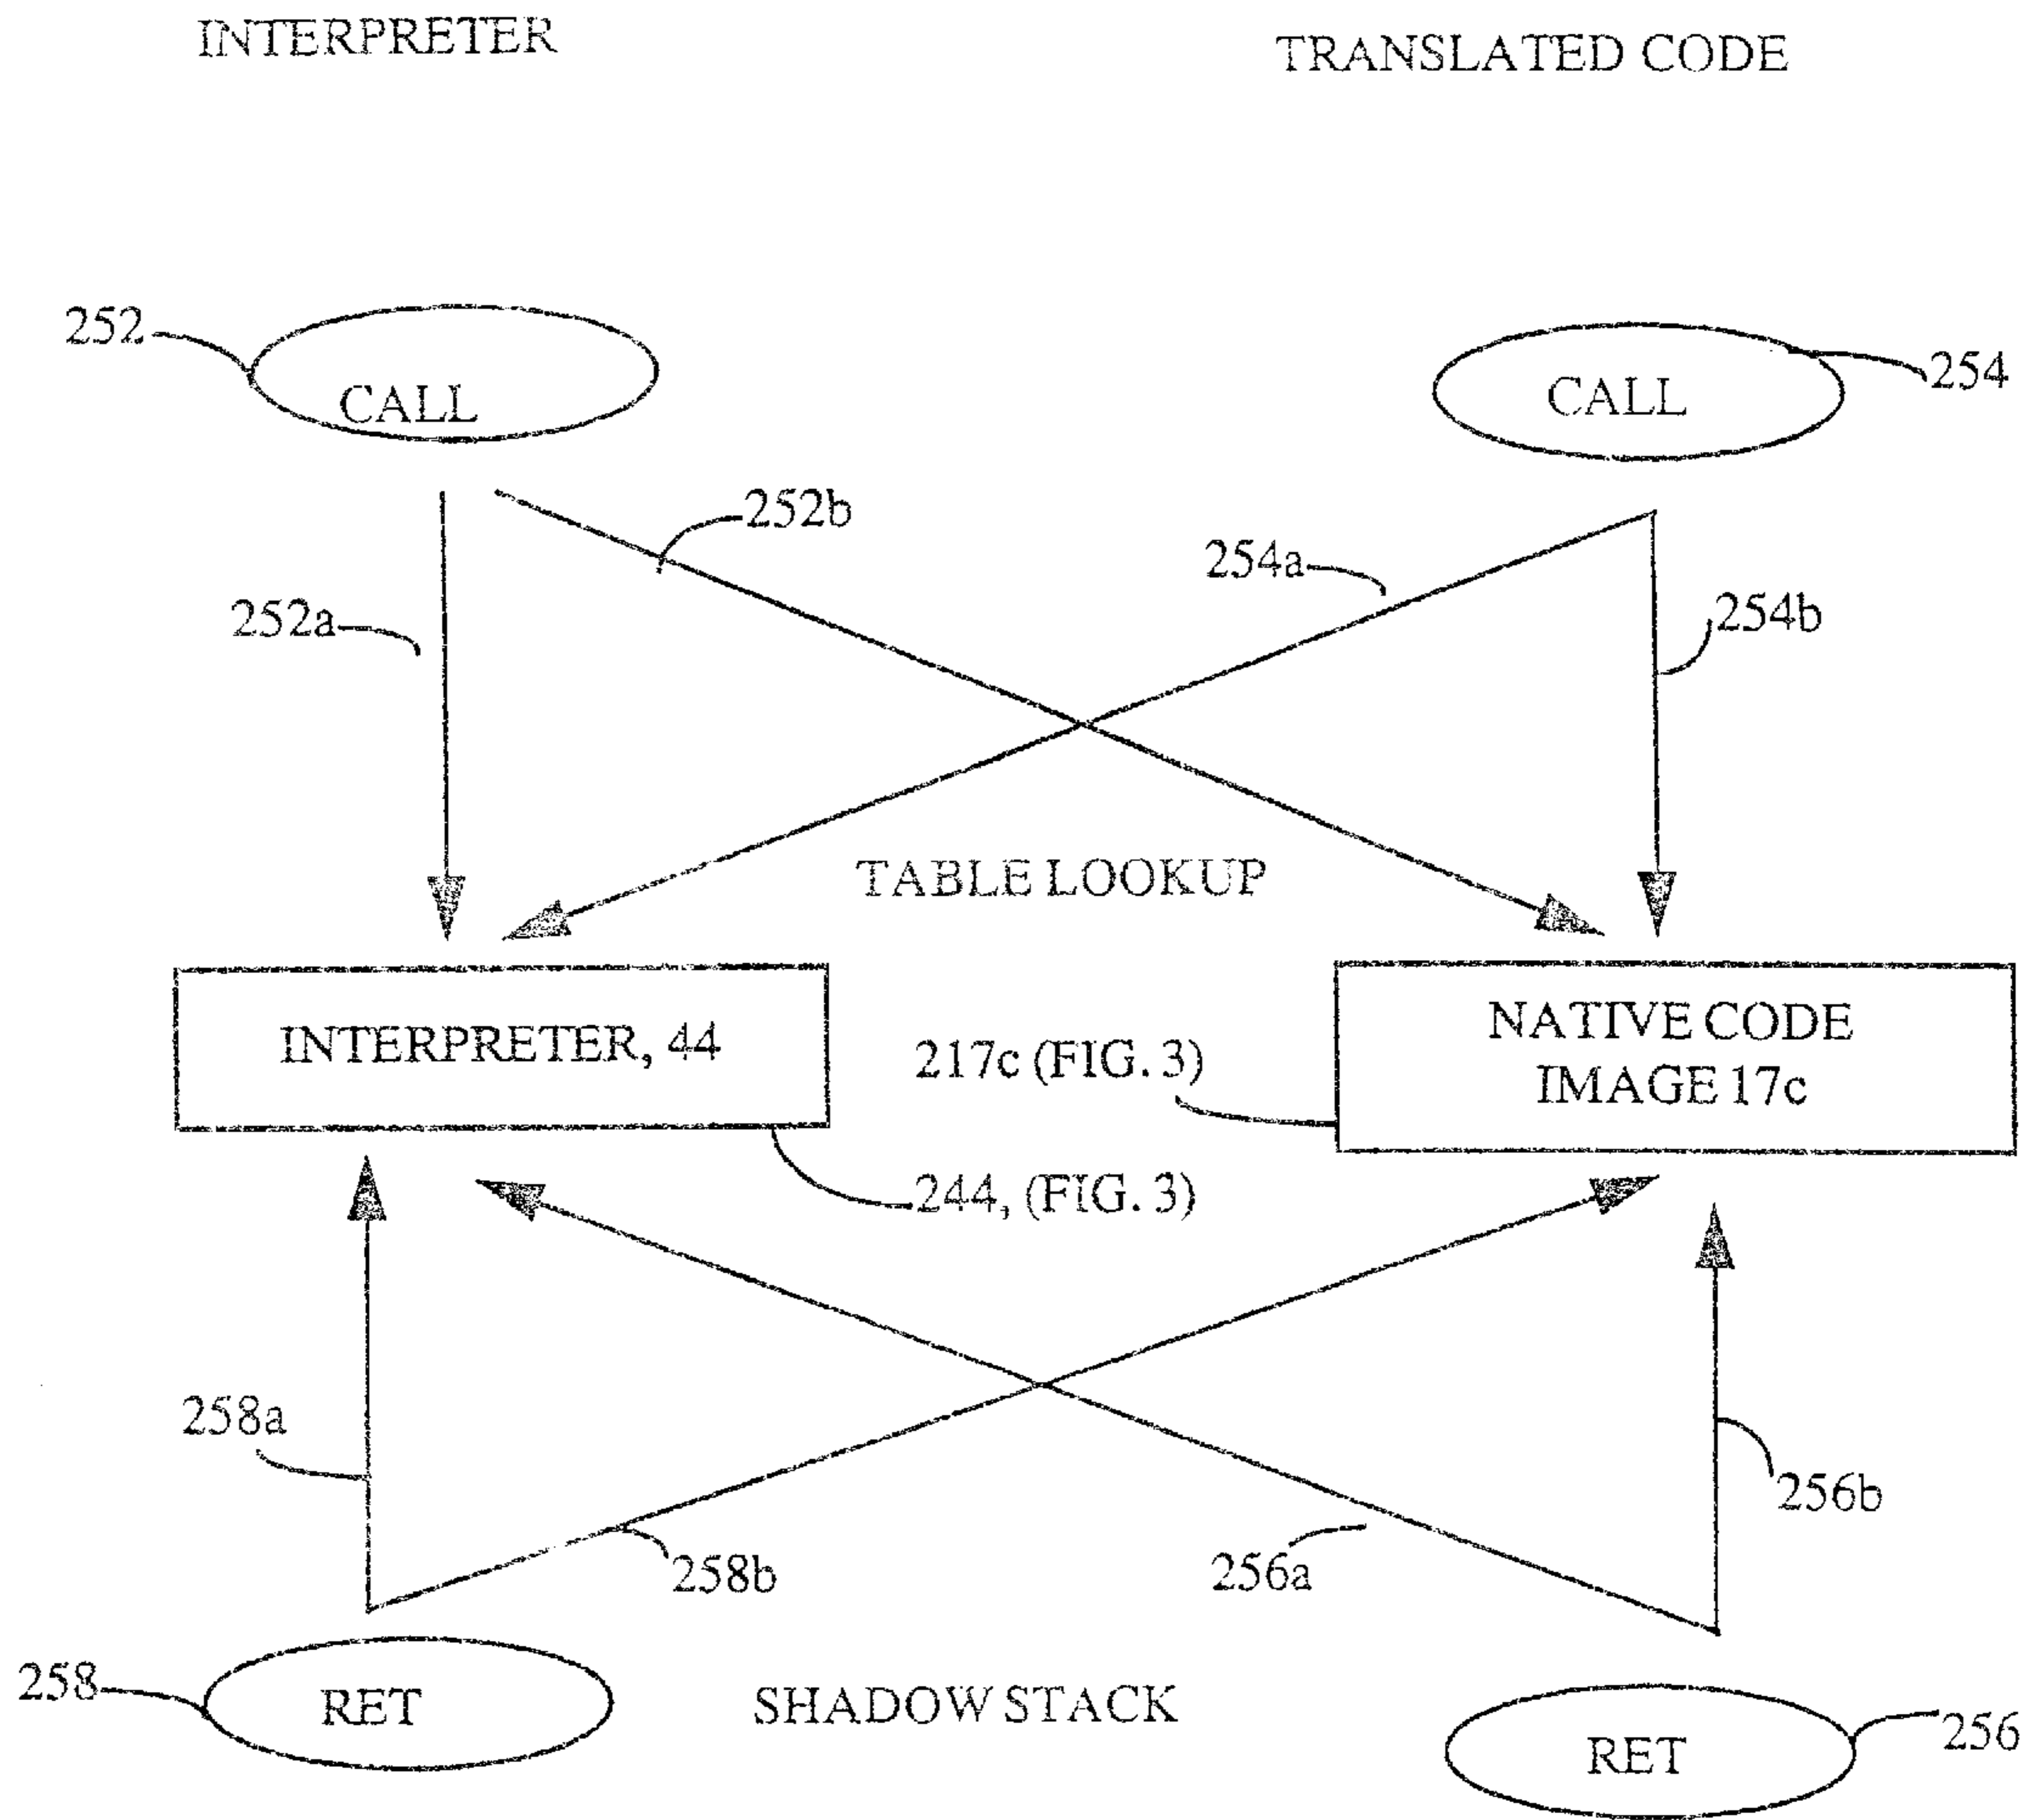 INTERPRETER
TRANSLATED CODE
252
CALL
CALL
254
252b
254a
252a
254b
TABLE LOOKUP
INTERPRETER, 44
217c (FIG. 3)
NATIVE CODE
IMAGE 17c
244, (FIG. 3)
258a
256b
258b
256a
258
RET
SHADOW STACK
RET
256